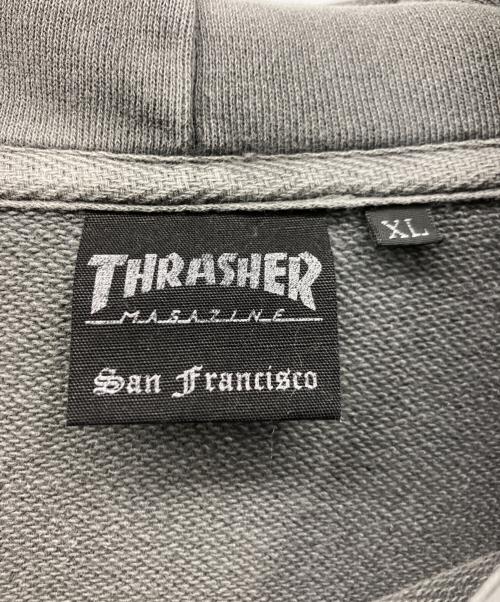 THRASHER
MAGAZINE
San Francisco
XL